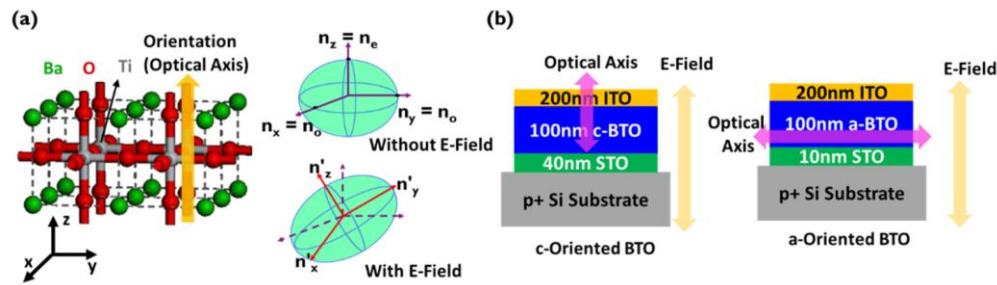 (a)
Ba O Ti
Orientation
(Optical Axis)
z
x
y
n_z = n_e
n_x = n_o
n_y = n_o
Without E-Field
n'_z
n'_y
n'_x
With E-Field
(b)
Optical Axis
E-Field
200nm ITO
100nm c-BTO
40nm STO
p+ Si Substrate
c-Oriented BTO
E-Field
200nm ITO
Optical
Axis
100nm a-BTO
10nm STO
p+ Si Substrate
a-Oriented BTO